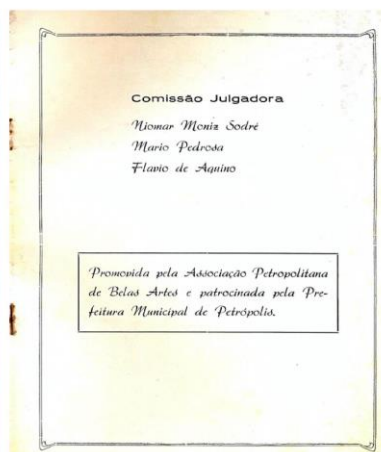 Comissão Julgadora
Niomar Moniz Sodré
Mario Pedrosa
Flavio de Aquino
Promovida pela Associação Petropolitana
de Belas Artes e patrocinada pela Pre-
feitura Municipal de Petrópolis.